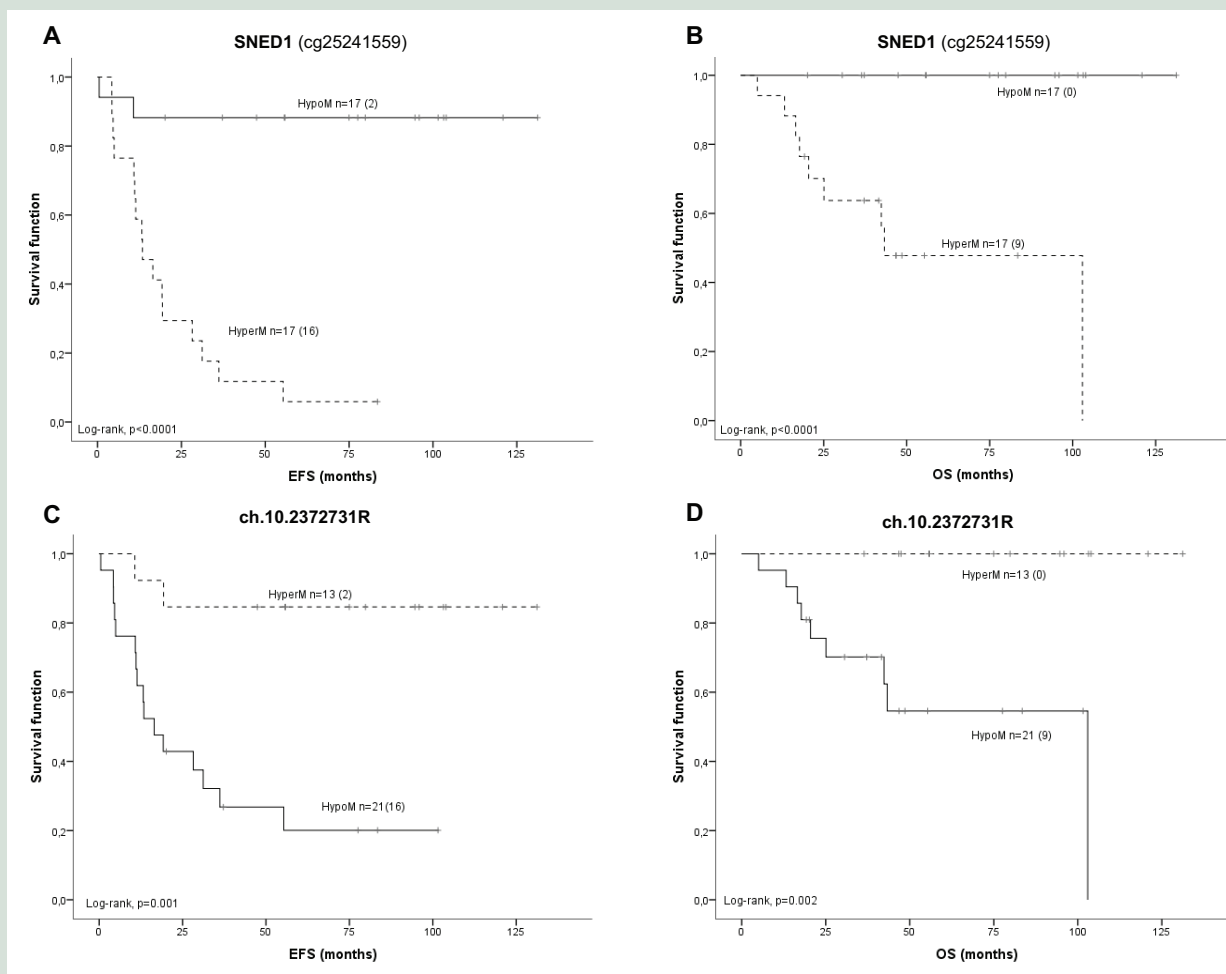 A
SNED1 (cg25241559)
Survival function
1,0
0,8
0,6
0,4
0,2
0,0
HypoM n=17 (2)
HyperM n=17 (16)
Log-rank, p<0.0001
0 25 50 75 100 125
EFS (months)
B
SNED1 (cg25241559)
Survival function
1,0
0,8
0,6
0,4
0,2
0,0
HypoM n=17 (0)
HyperM n=17 (9)
Log-rank, p<0.0001
0 25 50 75 100 125
OS (months)
C
ch.10.2372731R
Survival function
1,0
0,8
0,6
0,4
0,2
0,0
HyperM n=13 (2)
HypoM n=21(16)
Log-rank, p=0.001
0 25 50 75 100 125
EFS (months)
D
ch.10.2372731R
Survival function
1,0
0,8
0,6
0,4
0,2
0,0
HyperM n=13 (0)
HypoM n=21 (9)
Log-rank, p=0.002
0 25 50 75 100 125
OS (months)